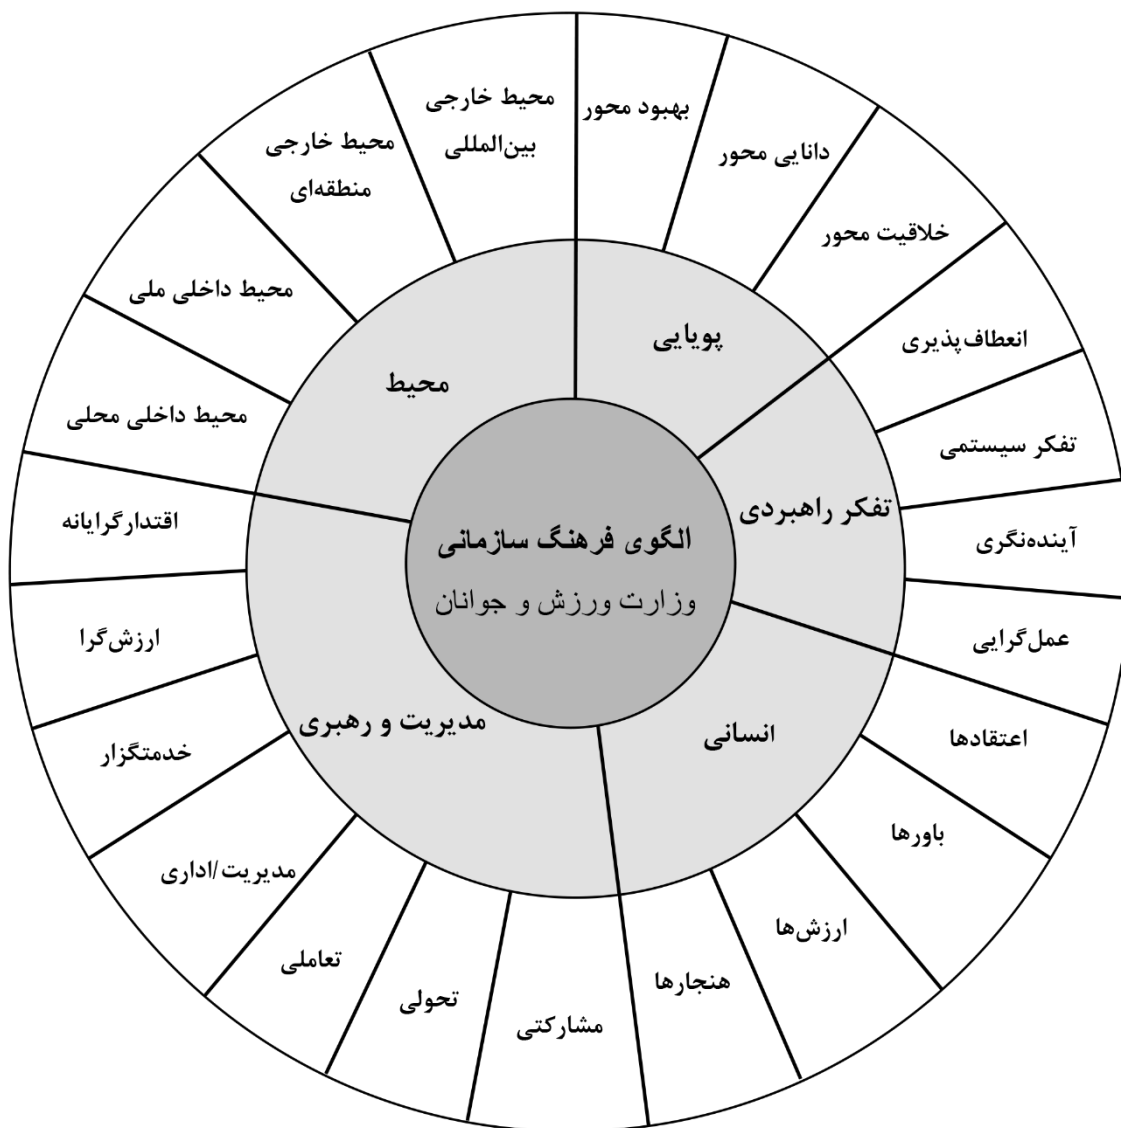 الگوی فرهنگ سازمانی
وزارت ورزش و جوانان
پویایی
تفکر راهبردی
انسانی
مدیریت و رهبری
محیط
بهبود محور
دانایی محور
خلاقیت محور
انعطاف‌پذیری
تفکر سیستمی
آینده‌نگری
عمل‌گرایی
اعتقادها
باورها
ارزش‌ها
هنجارها
مشارکتی
تحولی
تعاملی
مدیریت/اداری
خدمتگزار
ارزش‌گرا
اقتدارگرایانه
محیط داخلی محلی
محیط داخلی ملی
محیط خارجی
منطقه‌ای
محیط خارجی
بین‌المللی